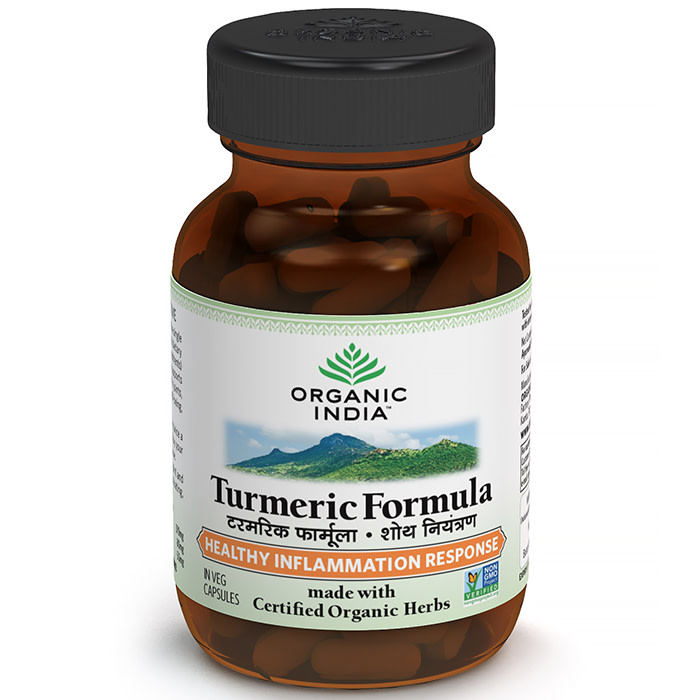 ORGANIC
INDIA™
Turmeric Formula
टरमरिक फार्मूला • शोथ नियंत्रण
HEALTHY INFLAMMATION RESPONSE
IN VEG
CAPSULES
made with
Certified Organic Herbs
NON
GMO
Project
VERIFIED